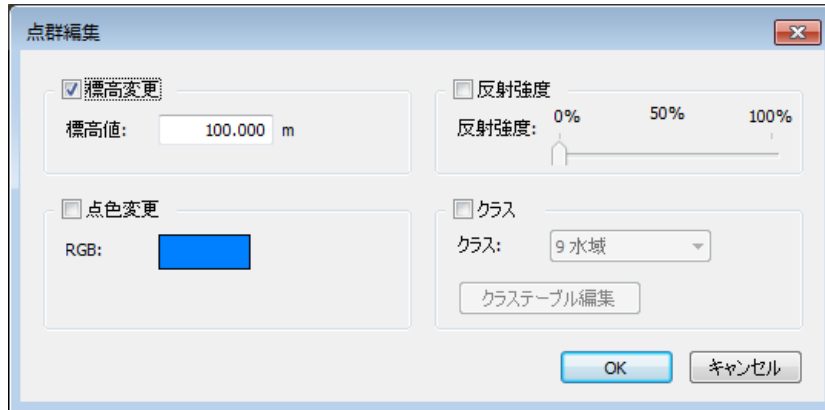 点群編集
標高変更
標高値: 100.000 m
反射強度
反射強度: 0% 50% 100%
点色変更
RGB:
クラス
クラス: 9 水域
クラステーブル編集
OK キャンセル